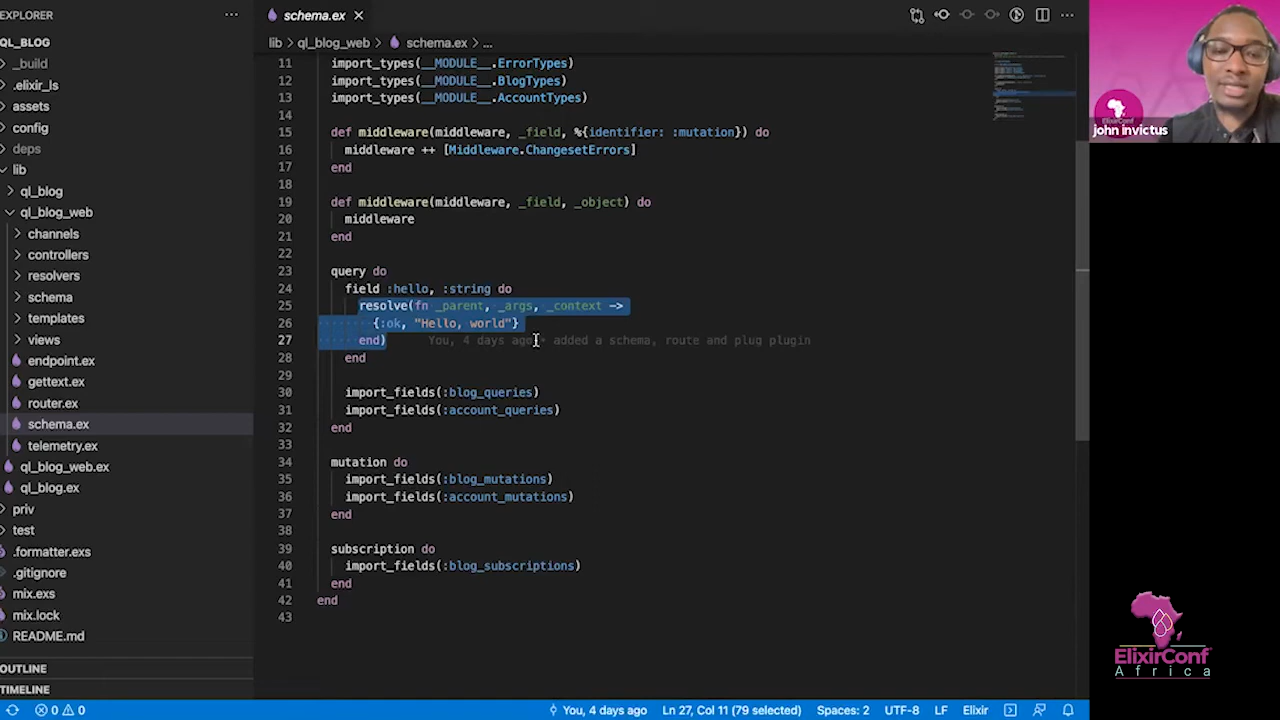 EXPLORER
···
QL_BLOG
_build
.elixir_ls
assets
config
deps
lib
ql_blog
ql_blog_web
channels
controllers
resolvers
schema
templates
views
endpoint.ex
gettext.ex
router.ex
schema.ex
telemetry.ex
ql_blog_web.ex
ql_blog.ex
priv
test
.formatter.exs
.gitignore
mix.exs
mix.lock
README.md
OUTLINE
TIMELINE
schema.ex
lib > ql_blog_web > schema.ex > ...
11 import_types(__MODULE__.ErrorTypes)
12 import_types(__MODULE__.BlogTypes)
13 import_types(__MODULE__.AccountTypes)
14
15 def middleware(middleware, _field, %{identifier: :mutation}) do
16 middleware ++ [Middleware.ChangesetErrors]
17 end
18
19 def middleware(middleware, _field, _object) do
20 middleware
21 end
22
23 query do
24 field :hello, :string do
25 resolve(fn _parent, _args, _context ->
26 {:ok, "Hello, world"}
27 end) You, 4 days ago • added a schema, route and plug plugin
28 end
29
30 import_fields(:blog_queries)
31 import_fields(:account_queries)
32 end
33
34 mutation do
35 import_fields(:blog_mutations)
36 import_fields(:account_mutations)
37 end
38
39 subscription do
40 import_fields(:blog_subscriptions)
41 end
42 end
43
0 0 You, 4 days ago Ln 27, Col 11 (79 selected) Spaces: 2 UTF-8 LF Elixir
john invictus
ElixirConf
Africa